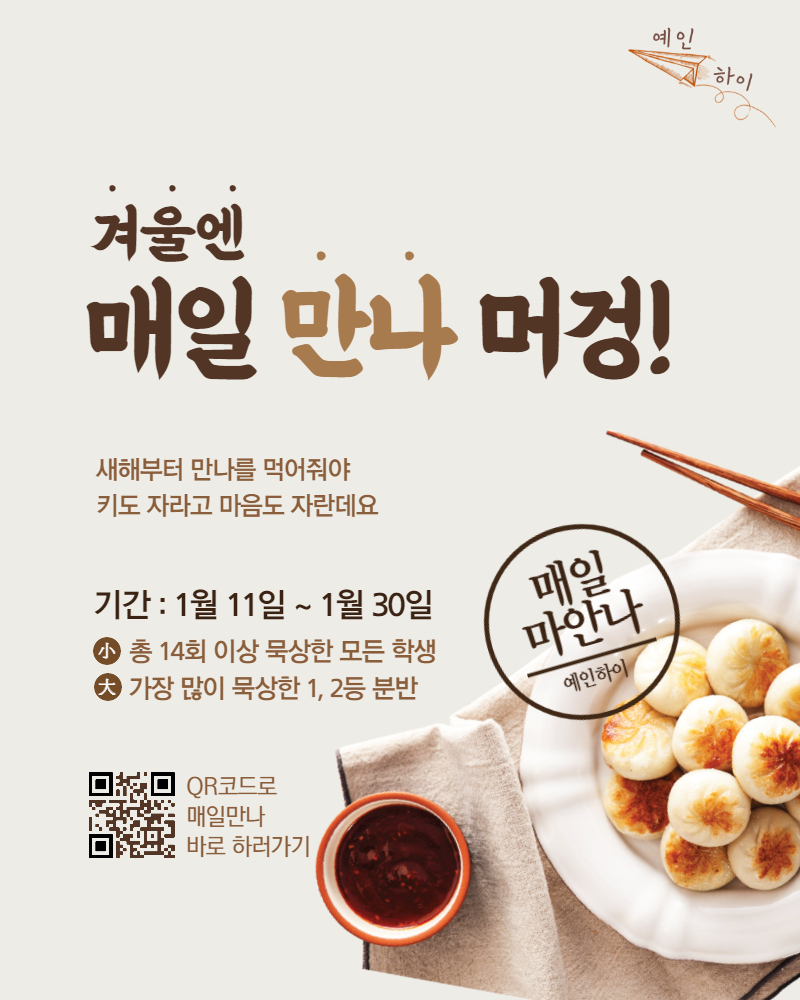 예인
하이
겨울엔
매일 만나 머겅!
새해부터 만나를 먹어줘야
키도 자라고 마음도 자란데요
기간 : 1월 11일 ~ 1월 30일
小 총 14회 이상 묵상한 모든 학생
大 가장 많이 묵상한 1, 2등 분반
매일
마안나
예인하이
QR코드로
매일만나
바로 하러가기